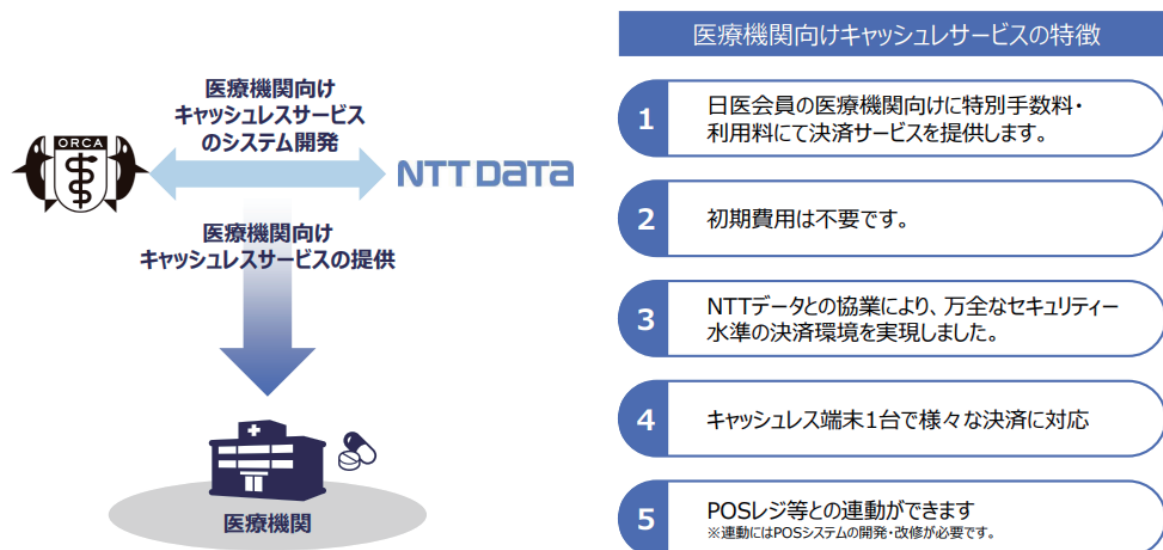 医療機関向け
キャッシュレスサービス
のシステム開発
ORCA
NTT DATA
医療機関向け
キャッシュレスサービスの提供
医療機関
医療機関向けキャッシュレサービスの特徴
1
日医会員の医療機関向けに特別手数料・
利用料にて決済サービスを提供します。
2
初期費用は不要です。
3
NTTデータとの協業により、万全なセキュリティー
水準の決済環境を実現しました。
4
キャッシュレス端末1台で様々な決済に対応
5
POSレジ等との連動ができます
※連動にはPOSシステムの開発・改修が必要です。